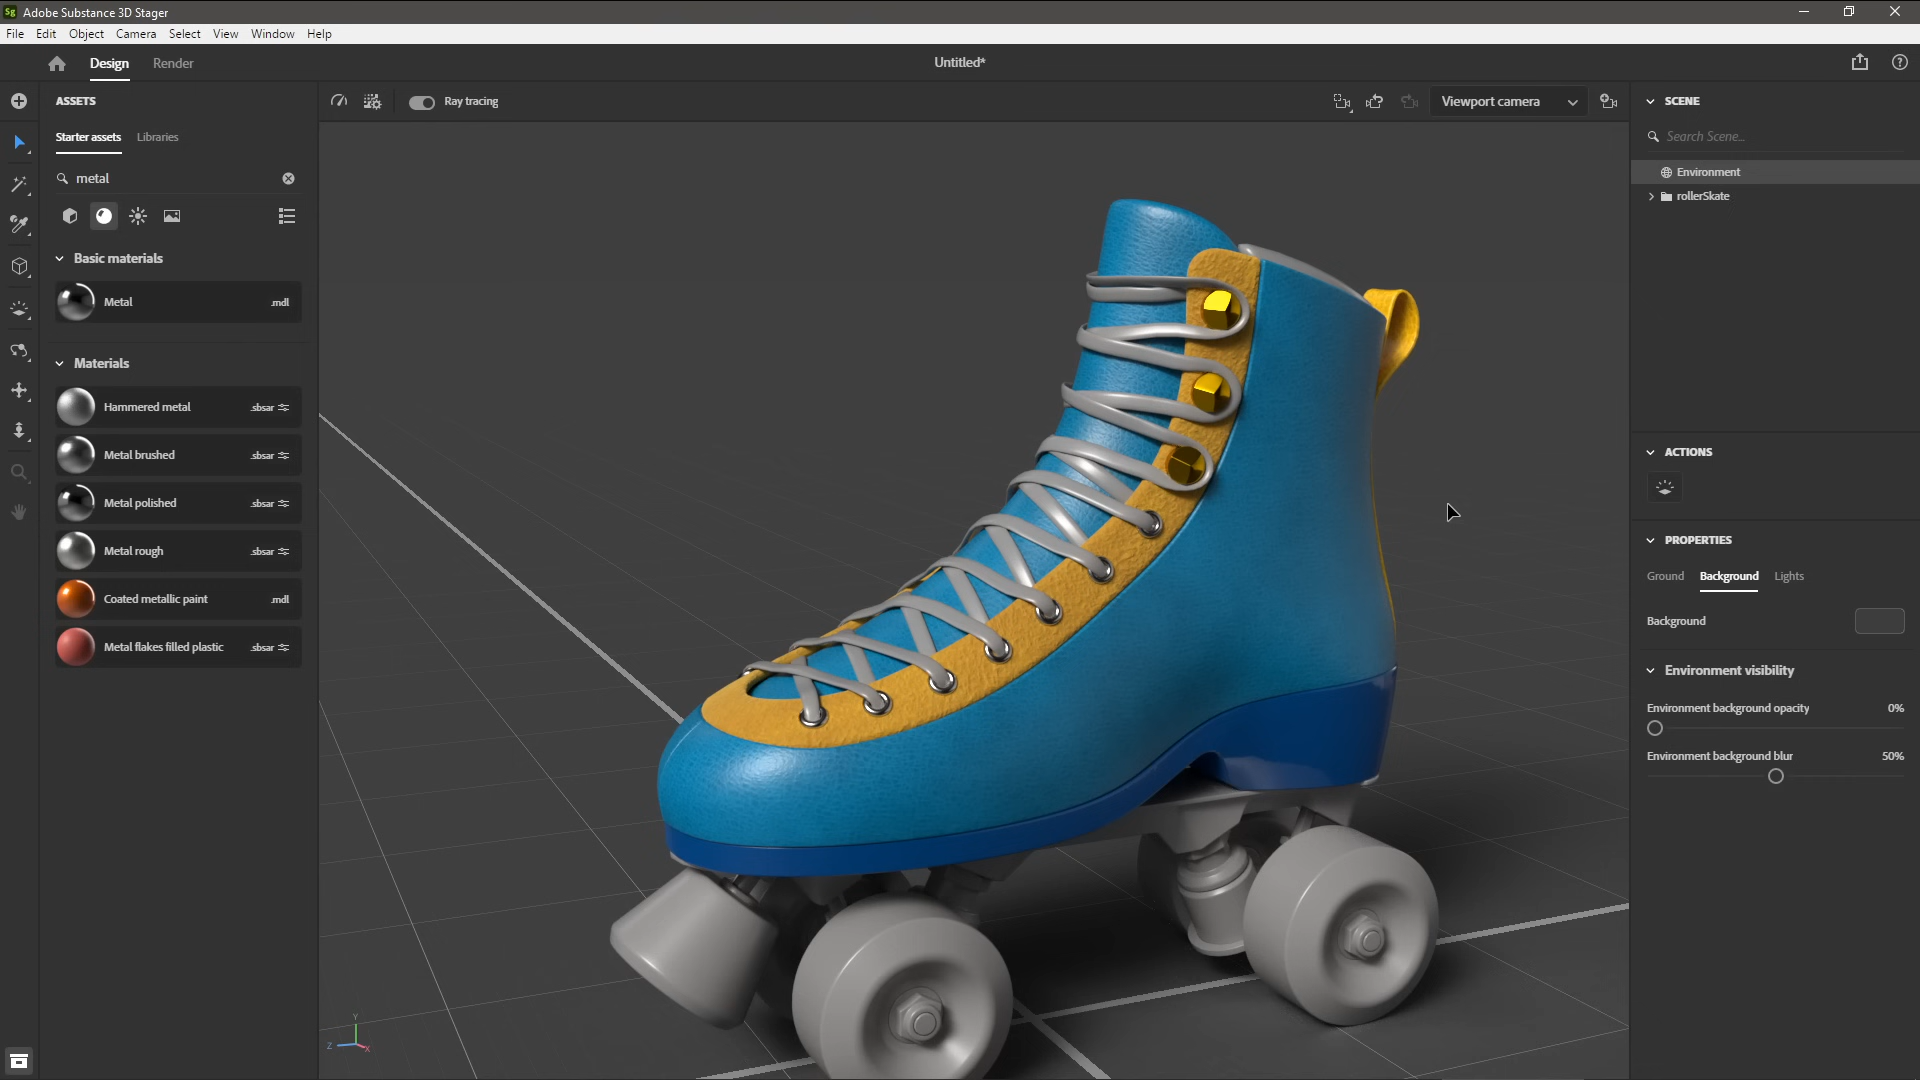 Sg Adobe Substance 3D Stager
File Edit Object Camera Select View Window Help
Design Render Untitled*
ASSETS
Starter assets Libraries
metal
Basic materials
Metal .mdl
Materials
Hammered metal .sbsar
Metal brushed .sbsar
Metal polished .sbsar
Metal rough .sbsar
Coated metallic paint .mdl
Metal flakes filled plastic .sbsar
Ray tracing
Viewport camera
Y
Z X
SCENE
Search Scene...
Environment
rollerSkate
ACTIONS
PROPERTIES
Ground Background Lights
Background
Environment visibility
Environment background opacity 0%
Environment background blur 50%